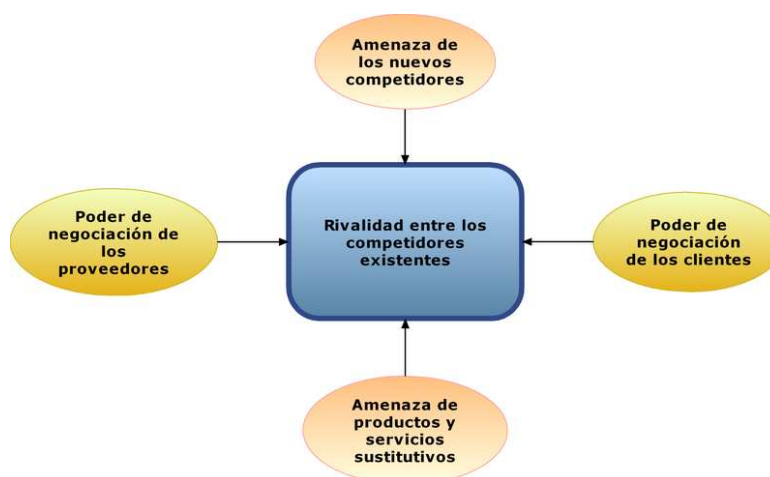 Amenaza de
los nuevos
competidores
Poder de
negociación de
los
proveedores
Rivalidad entre los
competidores
existentes
Poder de
negociación
de los clientes
Amenaza de
productos y
servicios
sustitutivos